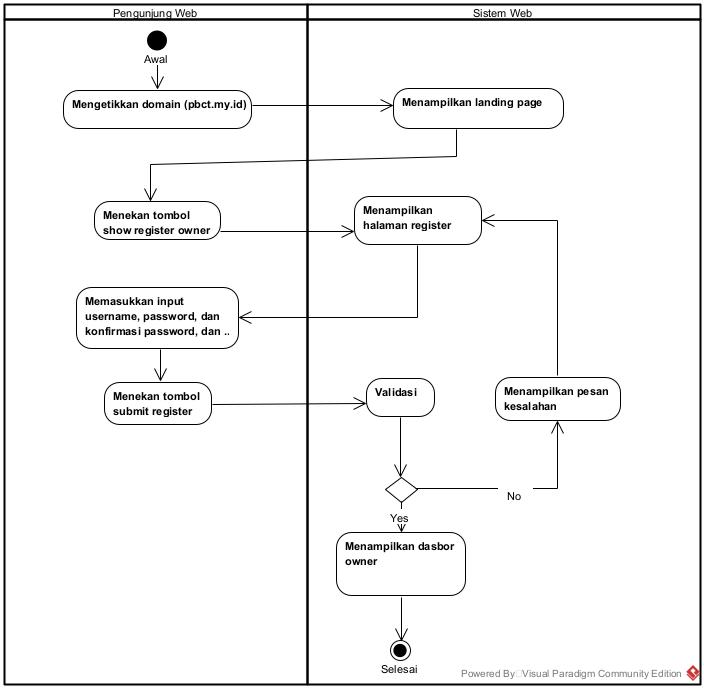 Pengunjung Web
Sistem Web
Awal
Mengetikkan domain (pbct.my.id)
Menampilkan landing page
Menekan tombol
show register owner
Menampilkan
halaman register
Memasukkan input
username, password, dan
konfirmasi password, dan ..
Menekan tombol
submit register
Validasi
Menampilkan pesan
kesalahan
No
Yes
Menampilkan dasbor
owner
Selesai
Powered By□Visual Paradigm Community Edition